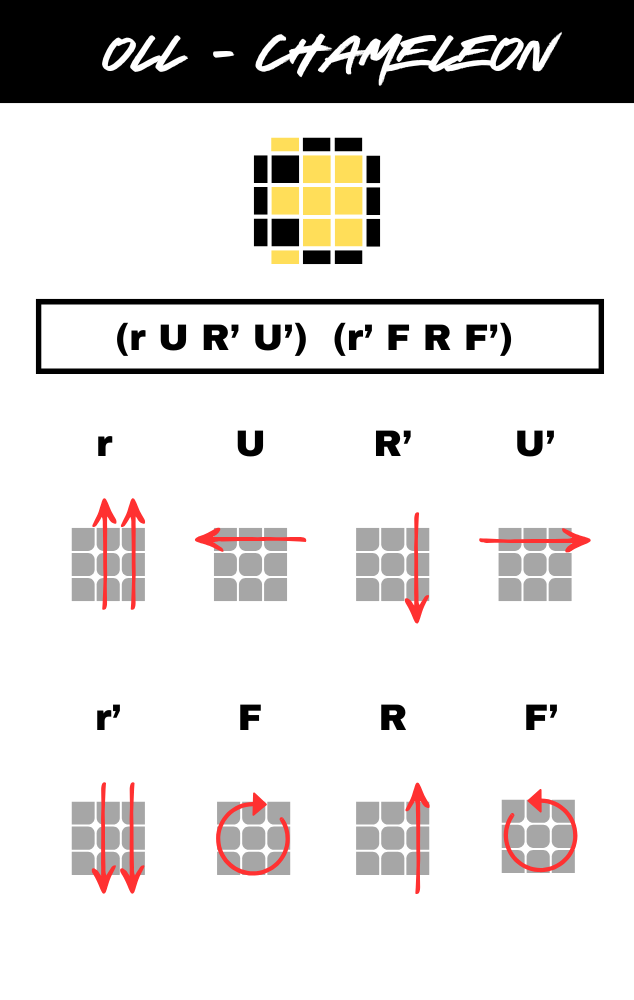 OLL - CHAMELEON
(r U R’ U’) (r’ F R F’)
r U R’ U’
r’ F R F’